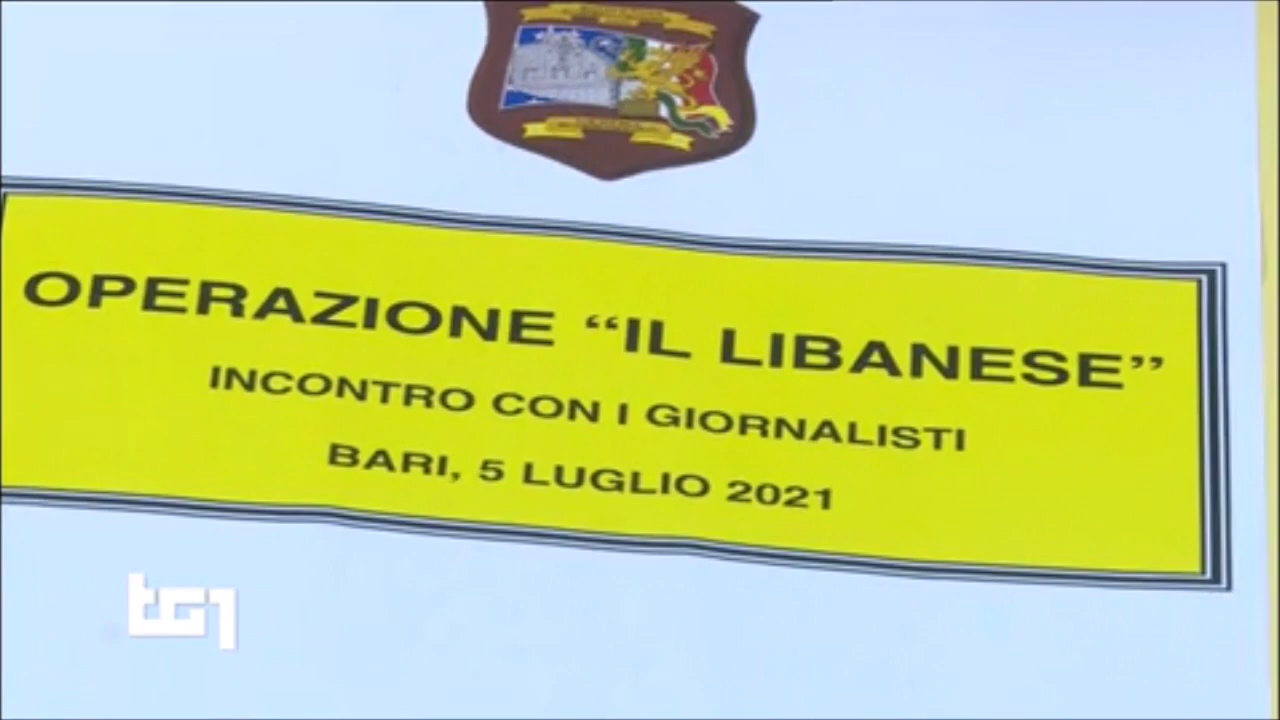 OPERAZIONE “IL LIBANESE”
INCONTRO CON I GIORNALISTI
BARI, 5 LUGLIO 2021
tg1